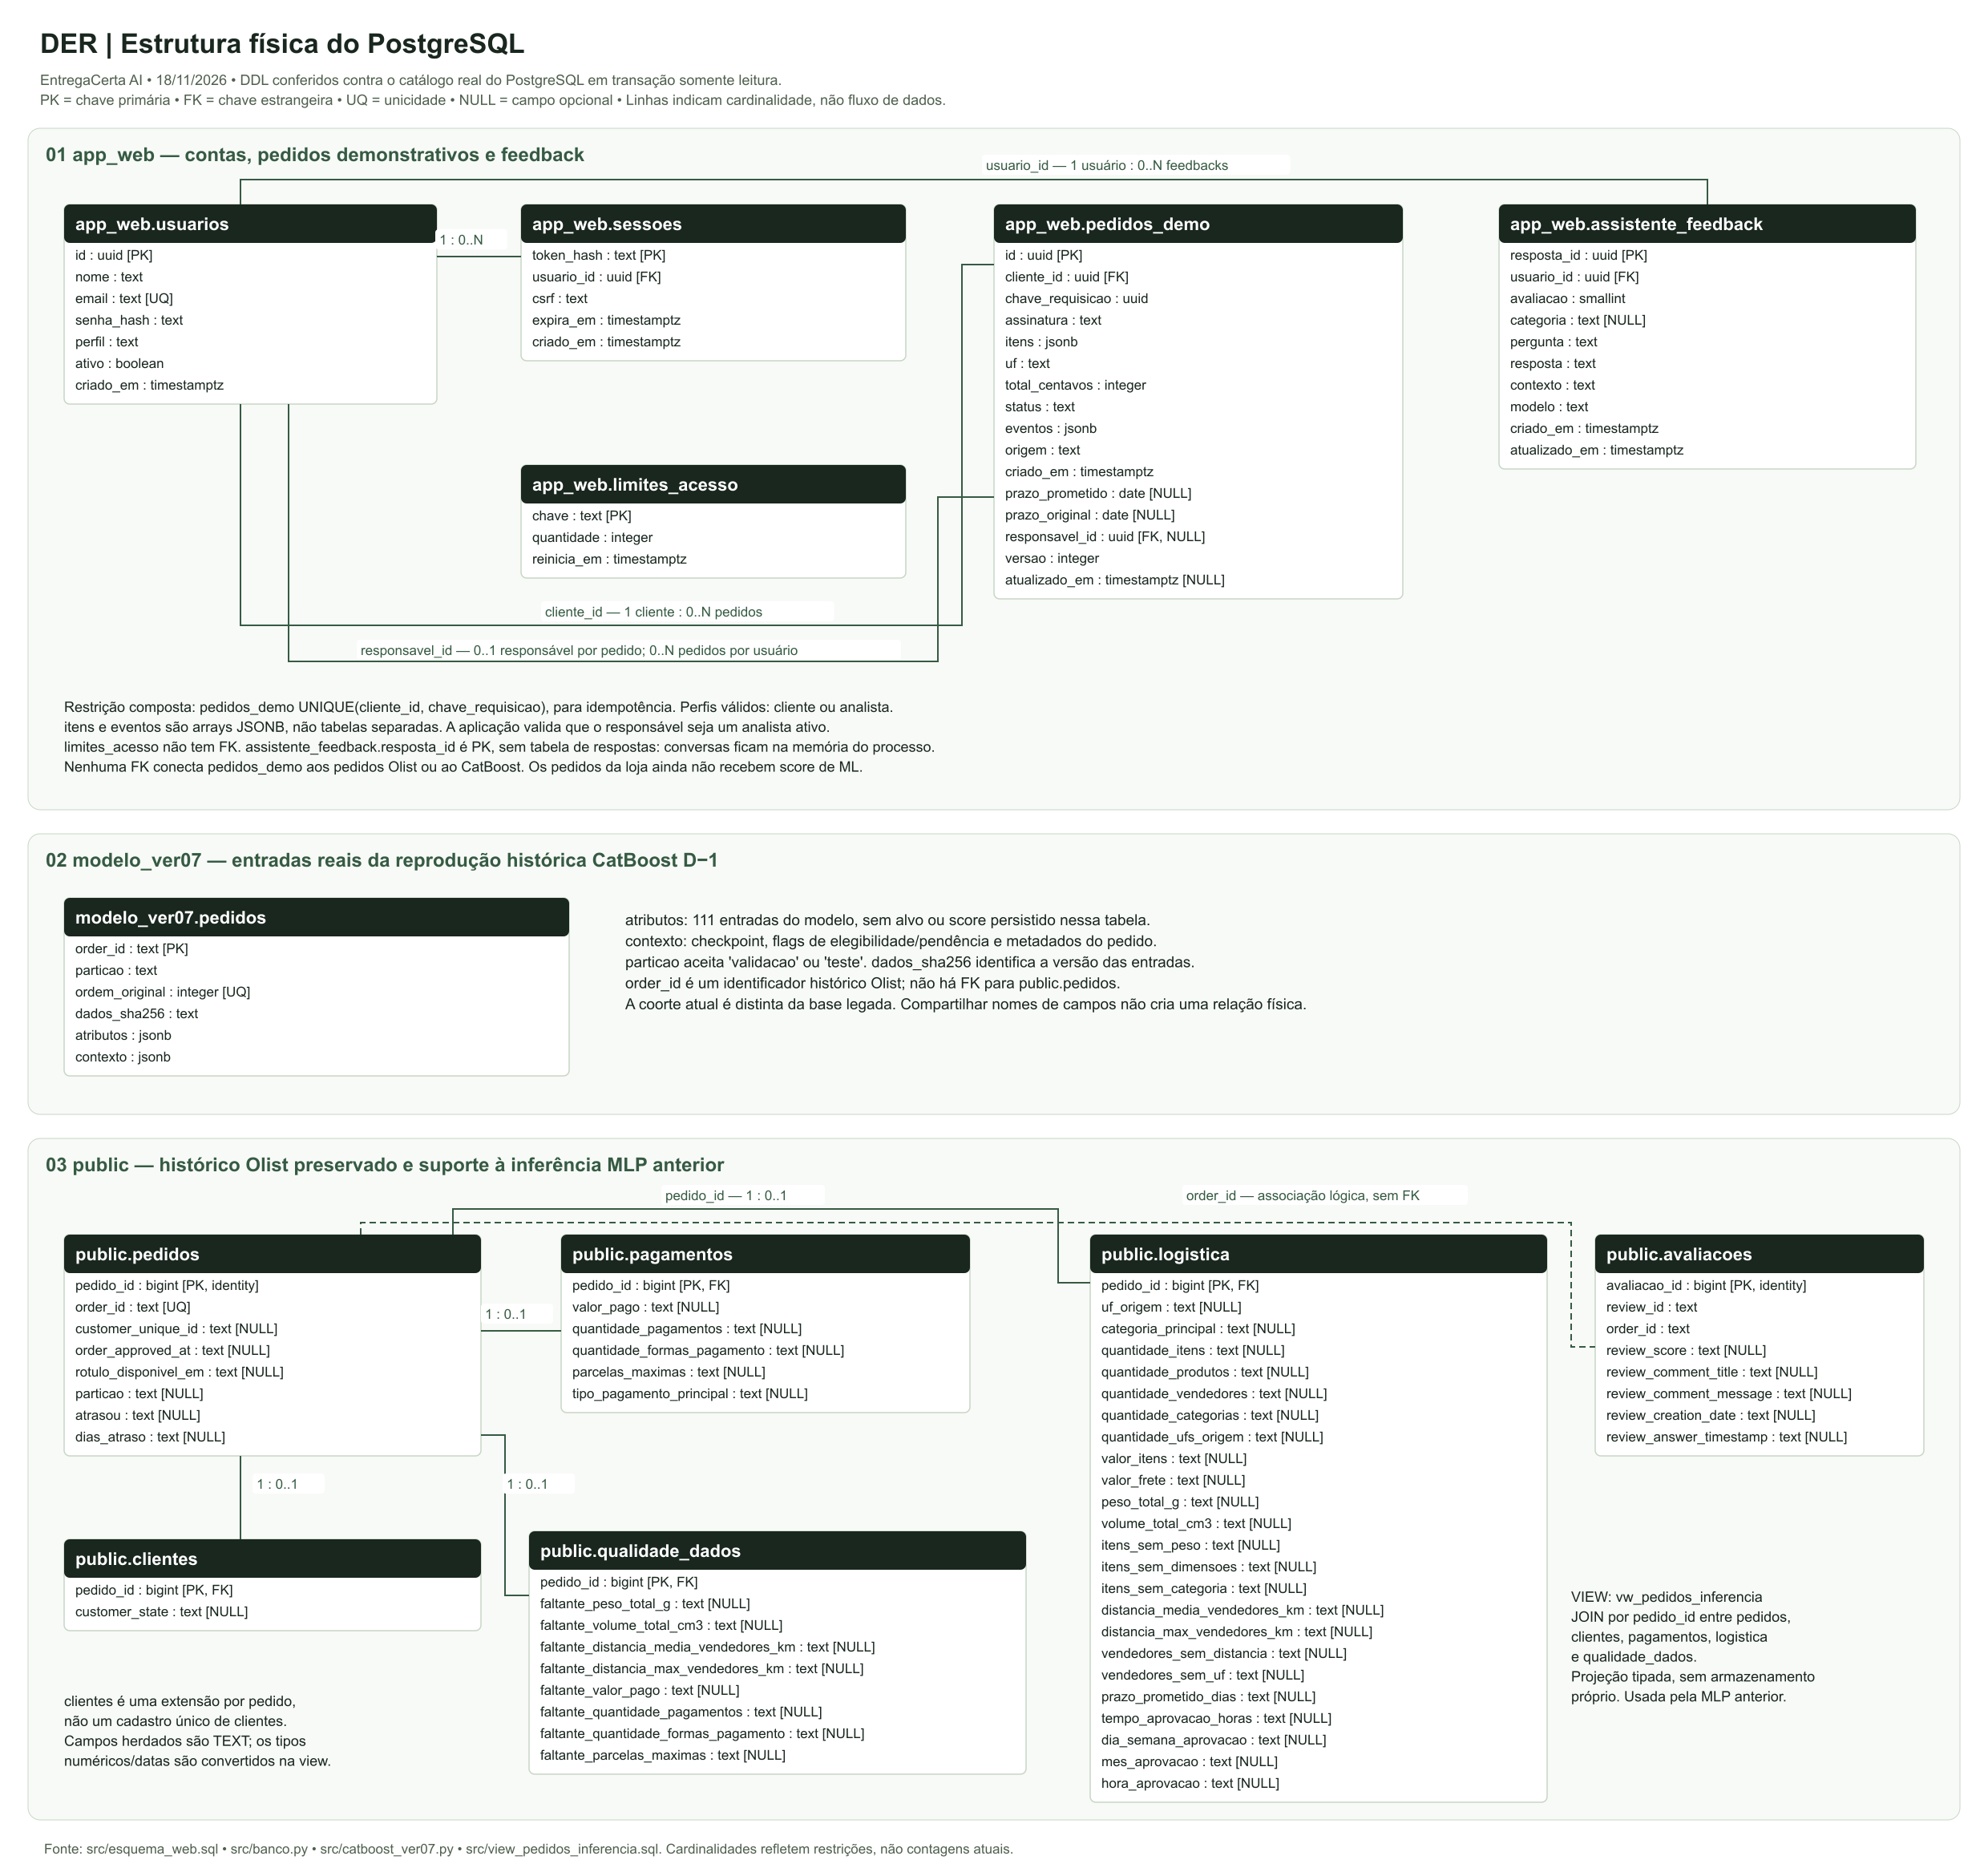 DER | Estrutura física do PostgreSQL
EntregaCerta AI • 18/11/2026 • DDL conferidos contra o catálogo real do PostgreSQL em transação somente leitura.
PK = chave primária • FK = chave estrangeira • UQ = unicidade • NULL = campo opcional • Linhas indicam cardinalidade, não fluxo de dados.
01 app_web — contas, pedidos demonstrativos e feedback
usuario_id — 1 usuário : 0..N feedbacks
app_web.usuarios
id : uuid [PK]
nome : text
email : text [UQ]
senha_hash : text
perfil : text
ativo : boolean
criado_em : timestamptz
1 : 0..N
app_web.sessoes
token_hash : text [PK]
usuario_id : uuid [FK]
csrf : text
expira_em : timestamptz
criado_em : timestamptz
app_web.limites_acesso
chave : text [PK]
quantidade : integer
reinicia_em : timestamptz
app_web.pedidos_demo
id : uuid [PK]
cliente_id : uuid [FK]
chave_requisicao : uuid
assinatura : text
itens : jsonb
uf : text
total_centavos : integer
status : text
eventos : jsonb
origem : text
criado_em : timestamptz
prazo_prometido : date [NULL]
prazo_original : date [NULL]
responsavel_id : uuid [FK, NULL]
versao : integer
atualizado_em : timestamptz [NULL]
app_web.assistente_feedback
resposta_id : uuid [PK]
usuario_id : uuid [FK]
avaliacao : smallint
categoria : text [NULL]
pergunta : text
resposta : text
contexto : text
modelo : text
criado_em : timestamptz
atualizado_em : timestamptz
cliente_id — 1 cliente : 0..N pedidos
responsavel_id — 0..1 responsável por pedido; 0..N pedidos por usuário
Restrição composta: pedidos_demo UNIQUE(cliente_id, chave_requisicao), para idempotência. Perfis válidos: cliente ou analista.
itens e eventos são arrays JSONB, não tabelas separadas. A aplicação valida que o responsável seja um analista ativo.
limites_acesso não tem FK. assistente_feedback.resposta_id é PK, sem tabela de respostas: conversas ficam na memória do processo.
Nenhuma FK conecta pedidos_demo aos pedidos Olist ou ao CatBoost. Os pedidos da loja ainda não recebem score de ML.
02 modelo_ver07 — entradas reais da reprodução histórica CatBoost D−1
modelo_ver07.pedidos
order_id : text [PK]
particao : text
ordem_original : integer [UQ]
dados_sha256 : text
atributos : jsonb
contexto : jsonb
atributos: 111 entradas do modelo, sem alvo ou score persistido nessa tabela.
contexto: checkpoint, flags de elegibilidade/pendência e metadados do pedido.
particao aceita 'validacao' ou 'teste'. dados_sha256 identifica a versão das entradas.
order_id é um identificador histórico Olist; não há FK para public.pedidos.
A coorte atual é distinta da base legada. Compartilhar nomes de campos não cria uma relação física.
03 public — histórico Olist preservado e suporte à inferência MLP anterior
pedido_id — 1 : 0..1
order_id — associação lógica, sem FK
public.pedidos
pedido_id : bigint [PK, identity]
order_id : text [UQ]
customer_unique_id : text [NULL]
order_approved_at : text [NULL]
rotulo_disponivel_em : text [NULL]
particao : text [NULL]
atrasou : text [NULL]
dias_atraso : text [NULL]
1 : 0..1
public.pagamentos
pedido_id : bigint [PK, FK]
valor_pago : text [NULL]
quantidade_pagamentos : text [NULL]
quantidade_formas_pagamento : text [NULL]
parcelas_maximas : text [NULL]
tipo_pagamento_principal : text [NULL]
public.logistica
pedido_id : bigint [PK, FK]
uf_origem : text [NULL]
categoria_principal : text [NULL]
quantidade_itens : text [NULL]
quantidade_produtos : text [NULL]
quantidade_vendedores : text [NULL]
quantidade_categorias : text [NULL]
quantidade_ufs_origem : text [NULL]
valor_itens : text [NULL]
valor_frete : text [NULL]
peso_total_g : text [NULL]
volume_total_cm3 : text [NULL]
itens_sem_peso : text [NULL]
itens_sem_dimensoes : text [NULL]
itens_sem_categoria : text [NULL]
distancia_media_vendedores_km : text [NULL]
distancia_max_vendedores_km : text [NULL]
vendedores_sem_distancia : text [NULL]
vendedores_sem_uf : text [NULL]
prazo_prometido_dias : text [NULL]
tempo_aprovacao_horas : text [NULL]
dia_semana_aprovacao : text [NULL]
mes_aprovacao : text [NULL]
hora_aprovacao : text [NULL]
public.avaliacoes
avaliacao_id : bigint [PK, identity]
review_id : text
order_id : text
review_score : text [NULL]
review_comment_title : text [NULL]
review_comment_message : text [NULL]
review_creation_date : text [NULL]
review_answer_timestamp : text [NULL]
1 : 0..1
1 : 0..1
public.clientes
pedido_id : bigint [PK, FK]
customer_state : text [NULL]
public.qualidade_dados
pedido_id : bigint [PK, FK]
faltante_peso_total_g : text [NULL]
faltante_volume_total_cm3 : text [NULL]
faltante_distancia_media_vendedores_km : text [NULL]
faltante_distancia_max_vendedores_km : text [NULL]
faltante_valor_pago : text [NULL]
faltante_quantidade_pagamentos : text [NULL]
faltante_quantidade_formas_pagamento : text [NULL]
faltante_parcelas_maximas : text [NULL]
VIEW: vw_pedidos_inferencia
JOIN por pedido_id entre pedidos,
clientes, pagamentos, logistica
e qualidade_dados.
Projeção tipada, sem armazenamento
próprio. Usada pela MLP anterior.
clientes é uma extensão por pedido,
não um cadastro único de clientes.
Campos herdados são TEXT; os tipos
numéricos/datas são convertidos na view.
Fonte: src/esquema_web.sql • src/banco.py • src/catboost_ver07.py • src/view_pedidos_inferencia.sql. Cardinalidades refletem restrições, não contagens atuais.